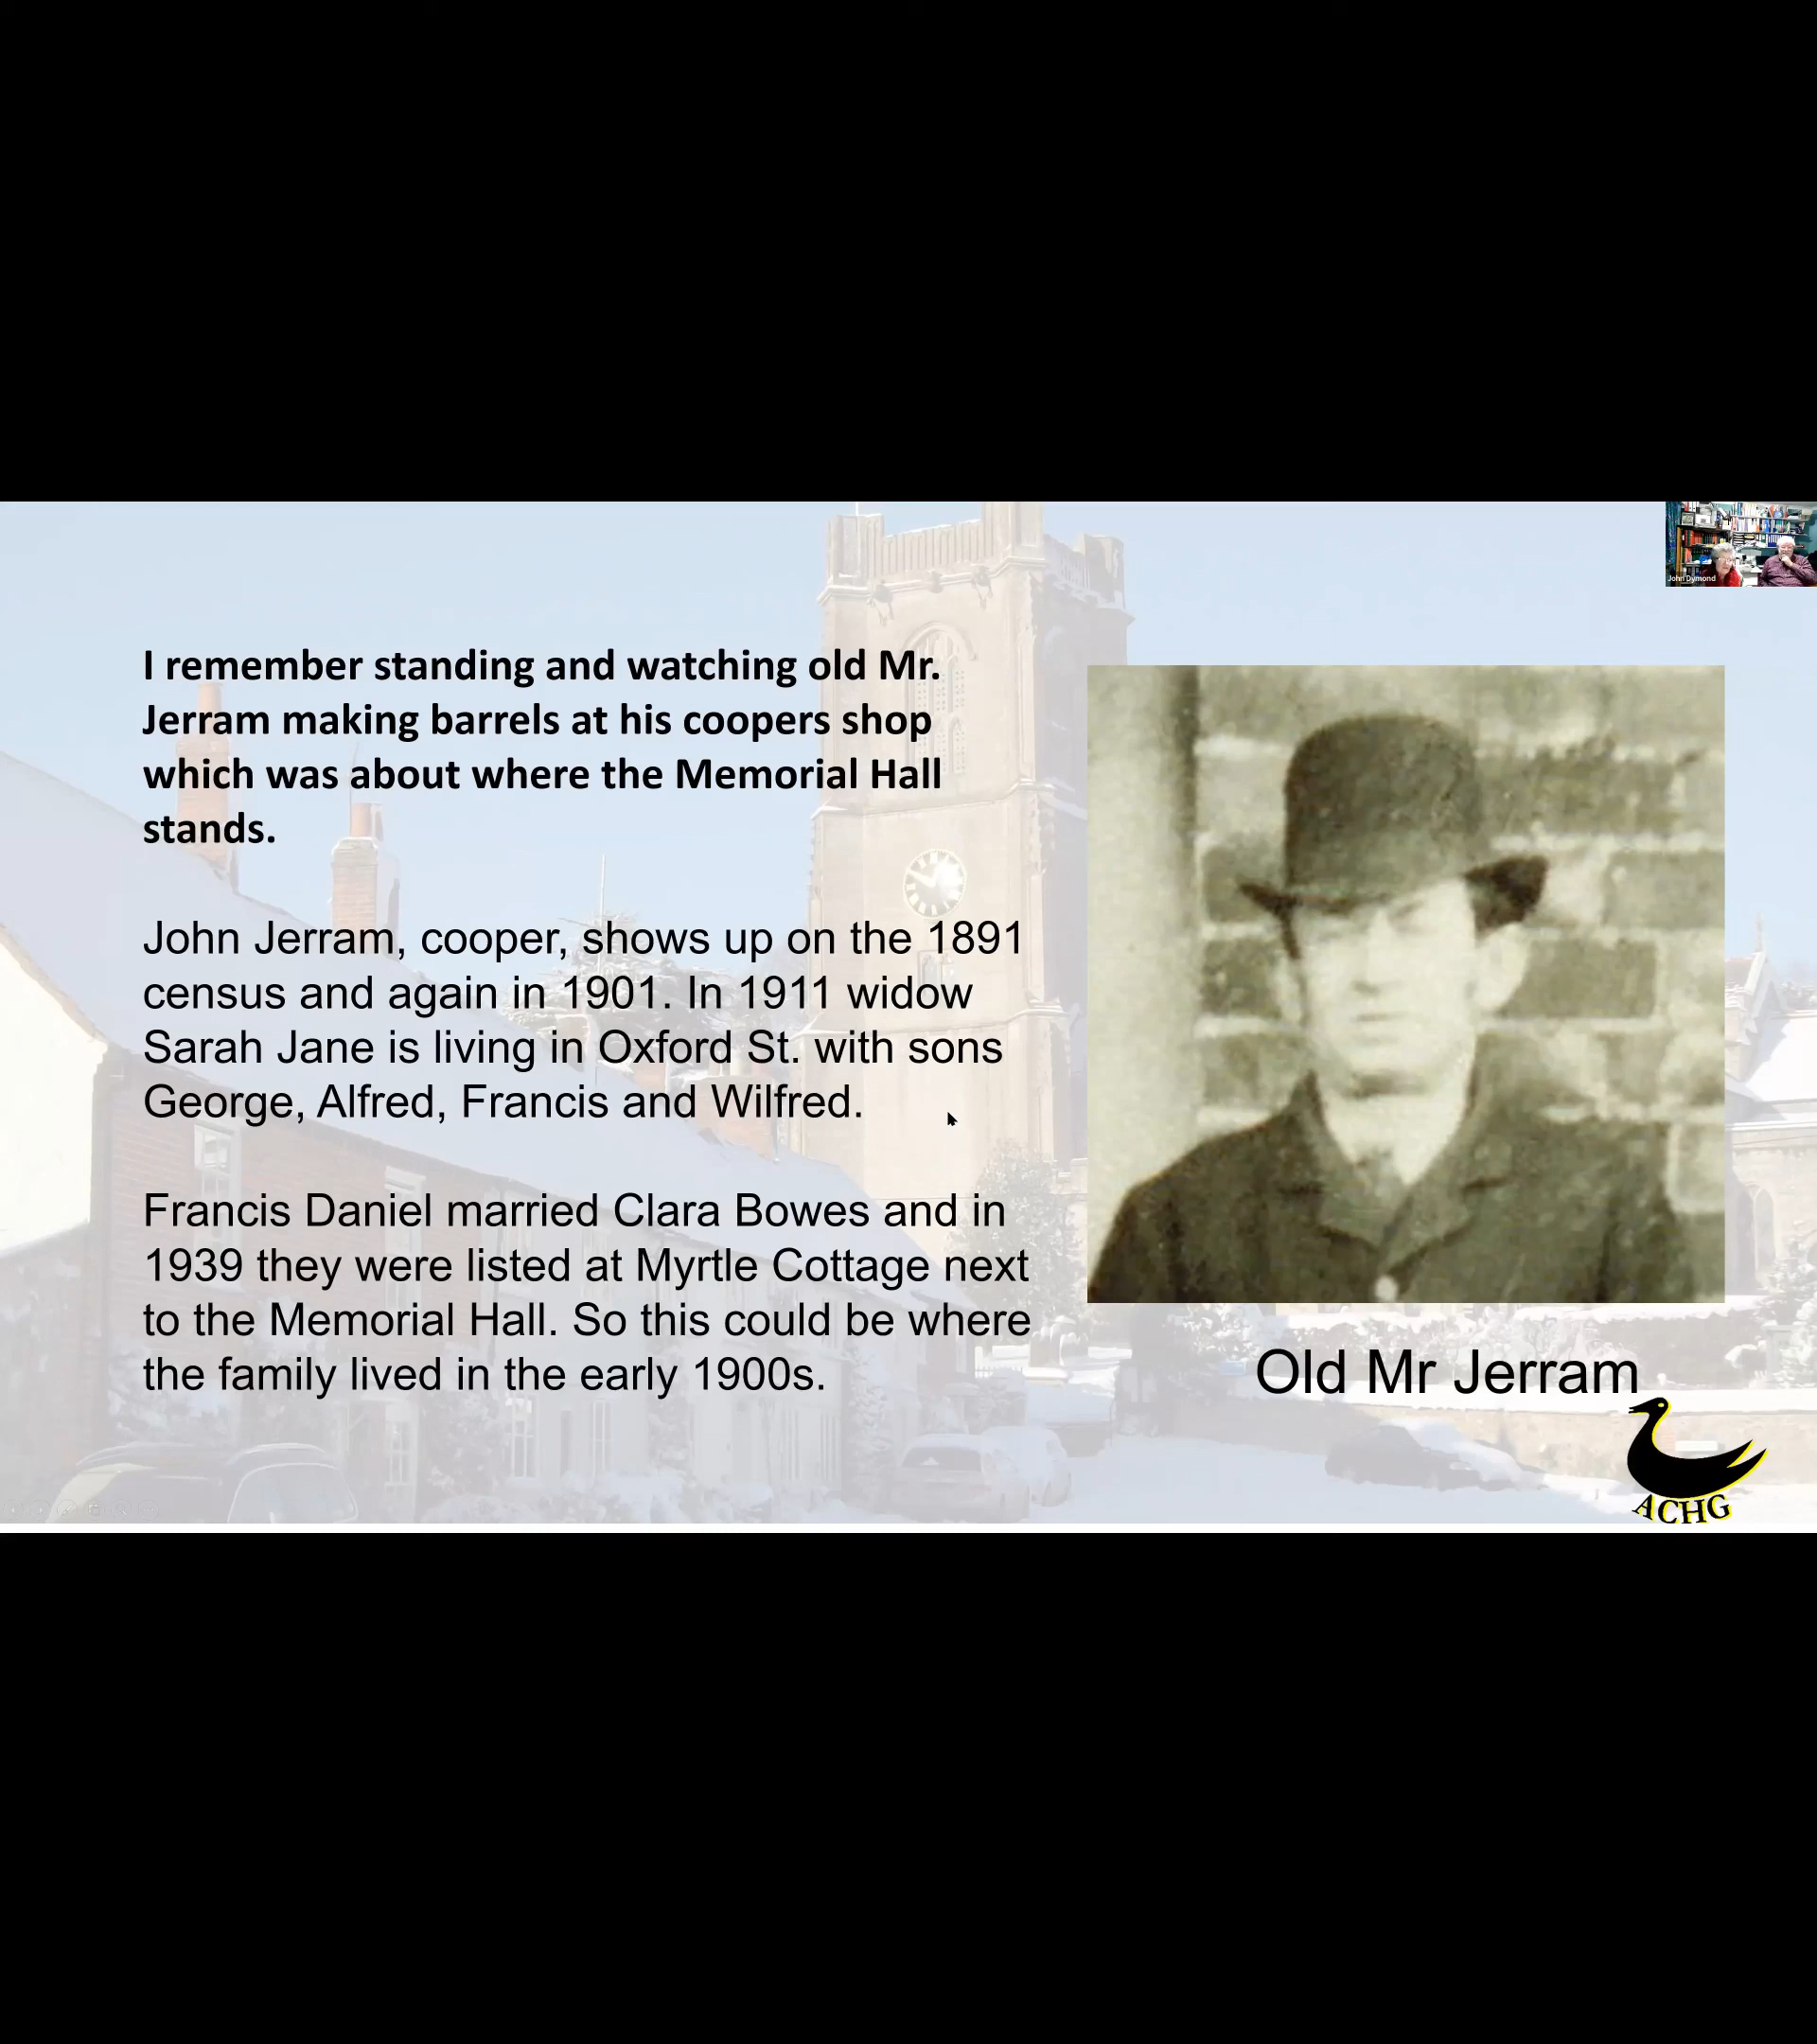 John Dymond
I remember standing and watching old Mr.
Jerram making barrels at his coopers shop
which was about where the Memorial Hall
stands.
John Jerram, cooper, shows up on the 1891
census and again in 1901. In 1911 widow
Sarah Jane is living in Oxford St. with sons
George, Alfred, Francis and Wilfred.
Francis Daniel married Clara Bowes and in
1939 they were listed at Myrtle Cottage next
to the Memorial Hall. So this could be where
the family lived in the early 1900s.
Old Mr Jerram
ACHG